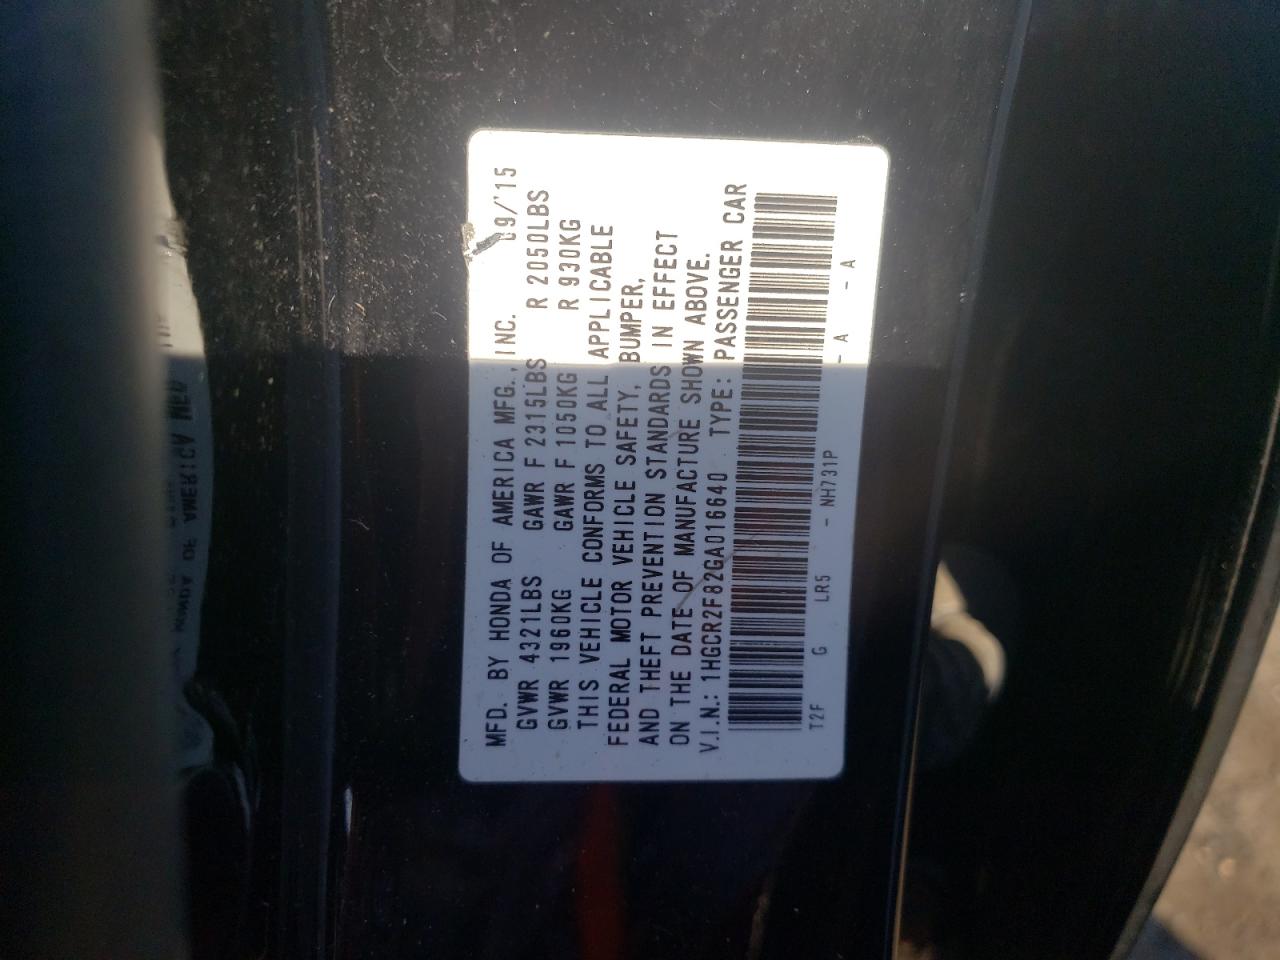 MFD. BY HONDA OF AMERICA MFG., INC. 09/'15
GVWR 4321LBS GAWR F 2315LBS R 2050LBS
GVWR 1960KG GAWR F 1050KG R 930KG
THIS VEHICLE CONFORMS TO ALL APPLICABLE
FEDERAL MOTOR VEHICLE SAFETY, BUMPER,
AND THEFT PREVENTION STANDARDS IN EFFECT
ON THE DATE OF MANUFACTURE SHOWN ABOVE.
V.I.N.: 1HGCR2F82GA016640 TYPE: PASSENGER CAR
T2F G LR5 - NH731P - A - A